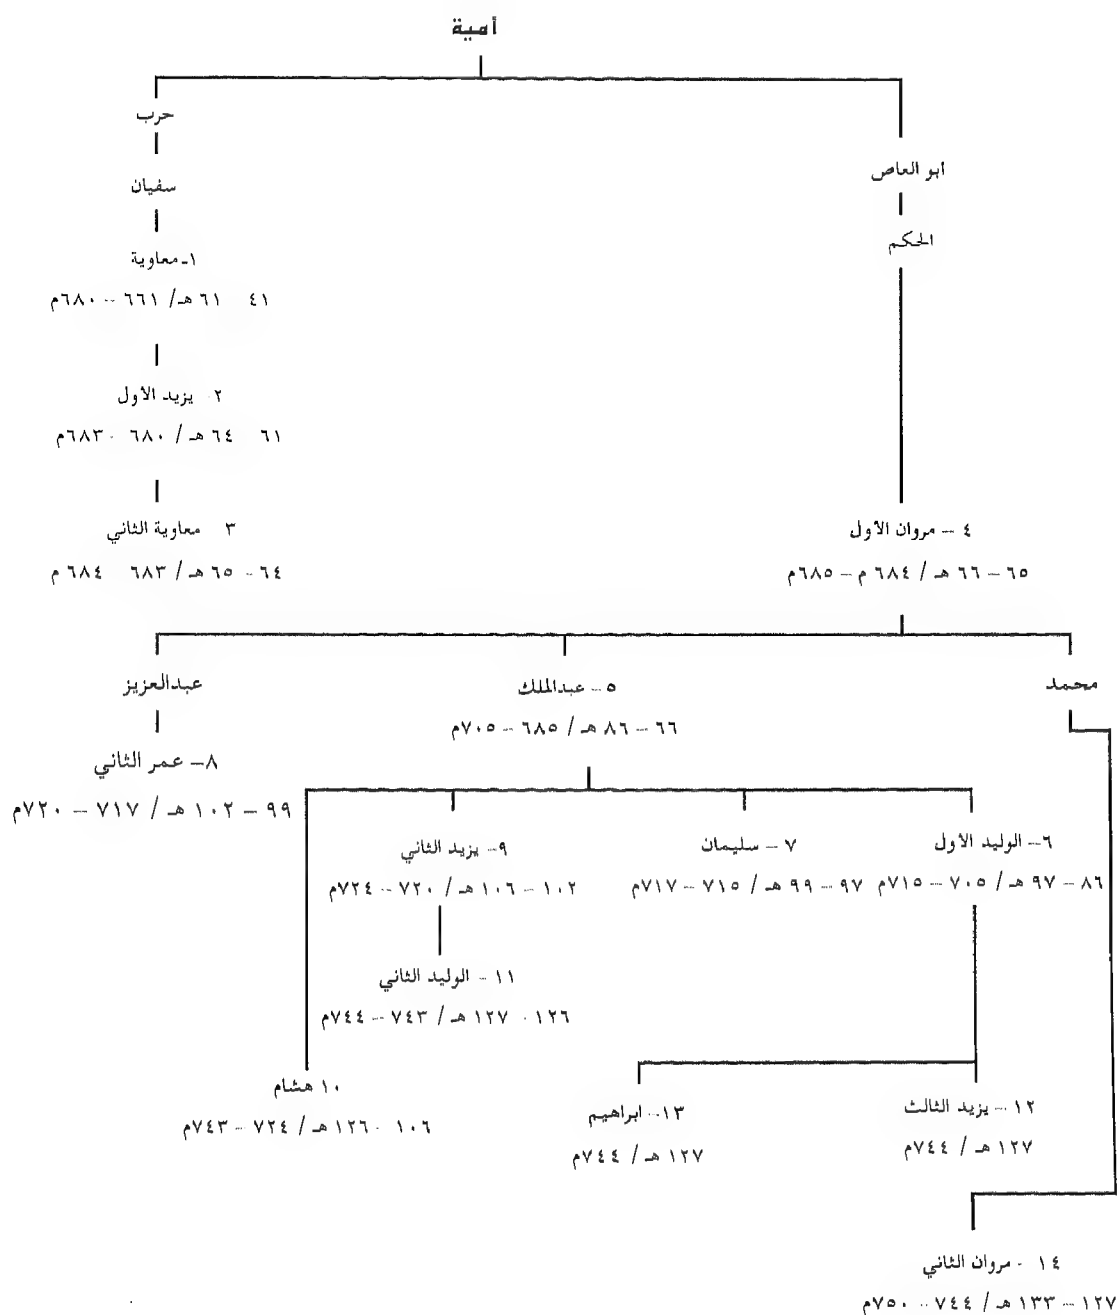 أمية
حرب
ابو العاص
سفيان
الحكم
١ـ معاوية
٤١ ٦١ هـ/ ٦٦١ -- ٦٨٠م
٢ - يزيد الاول
٦١ ٦٤ هـ/ ٦٨٠ - ٦٨٣م
٣ معاوية الثاني
٦٤ - ٦٥ هـ/ ٦٨٣ ٦٨٤ م
٤ – مروان الأول
٦٥ – ٦٦ هـ/ ٦٨٤ م – ٦٨٥م
محمد
٥ – عبدالملك
٦٦ – ٨٦ هـ/ ٦٨٥ – ٧٠٥م
عبدالعزيز
٨– عمر الثاني
٩٩ – ١٠٢ هـ/ ٧١٧ – ٧٢٠م
٦– الوليد الأول
٨٦ – ٩٧ هـ/ ٧٠٥ – ٧١٥م
٧ – سليمان
٩٧ – ٩٩ هـ/ ٧١٥ – ٧١٧م
٩– يزيد الثاني
١٠٢ – ١٠٦ هـ/ ٧٢٠ – ٧٢٤م
١١ – الوليد الثاني
١٢٦ - ١٢٧ هـ/ ٧٤٣ – ٧٤٤م
١٠ هشام
١٠٦ - ١٢٦ هـ/ ٧٢٤ – ٧٤٣م
١٢ – يزيد الثالث
١٢٧ هـ/ ٧٤٤م
١٣– ابراهيم
١٢٧ هـ/ ٧٤٤م
١٤ - مروان الثاني
١٢٧ – ١٣٣ هـ/ ٧٤٤ – ٧٥٠م